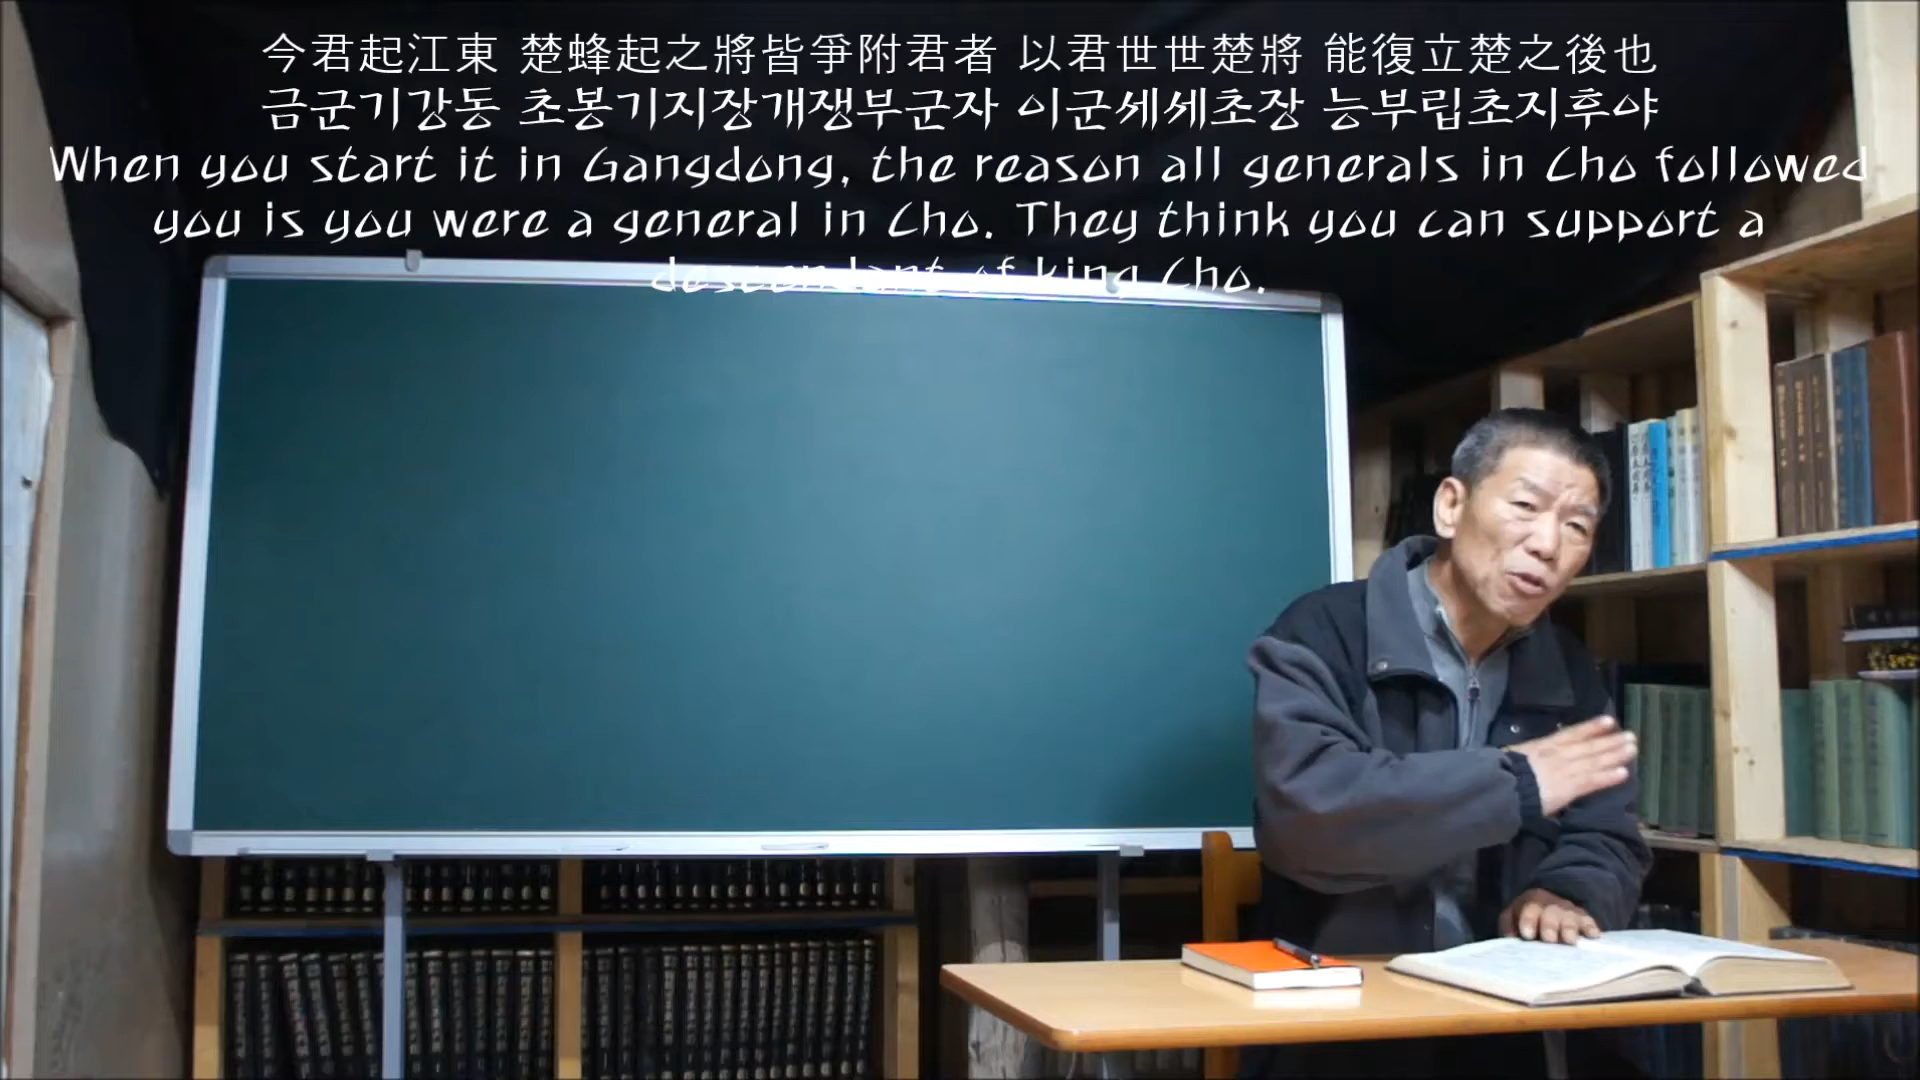 今君起江東 楚蜂起之將皆爭附君者 以君世世楚將 能復立楚之後也
금군기강동 초봉기지장개쟁부군자 이군세세초장 능부립초지후야
When you start it in Gangdong, the reason all generals in Cho followed
you is you were a general in Cho. They think you can support a
descendant of king Cho.